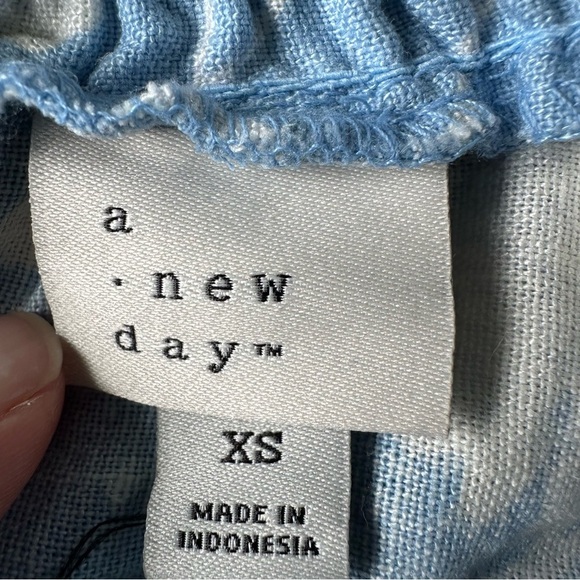 a
· new
day™
XS
MADE IN
INDONESIA